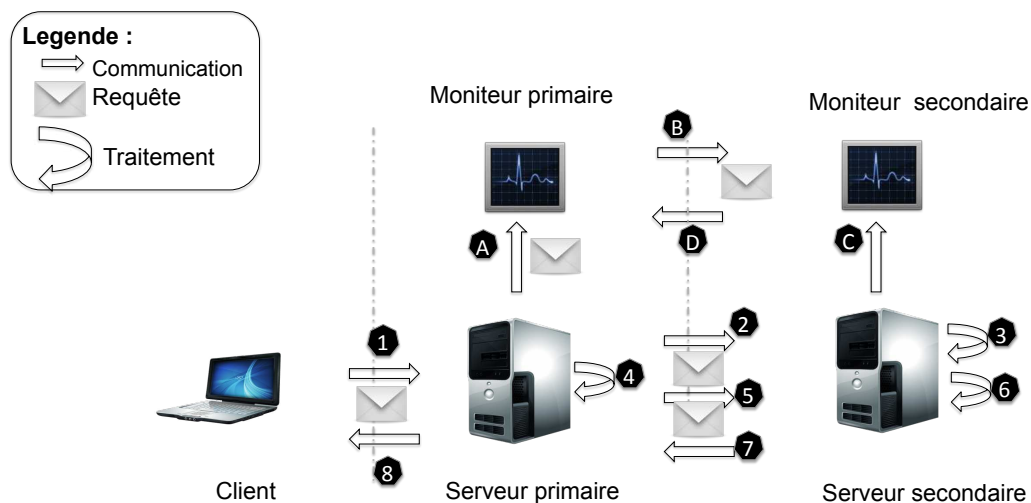 Legende :
Communication
Requête
Traitement
Moniteur primaire
Moniteur secondaire
B
A
D
C
1
2
3
4
5
6
7
8
Client
Serveur primaire
Serveur secondaire